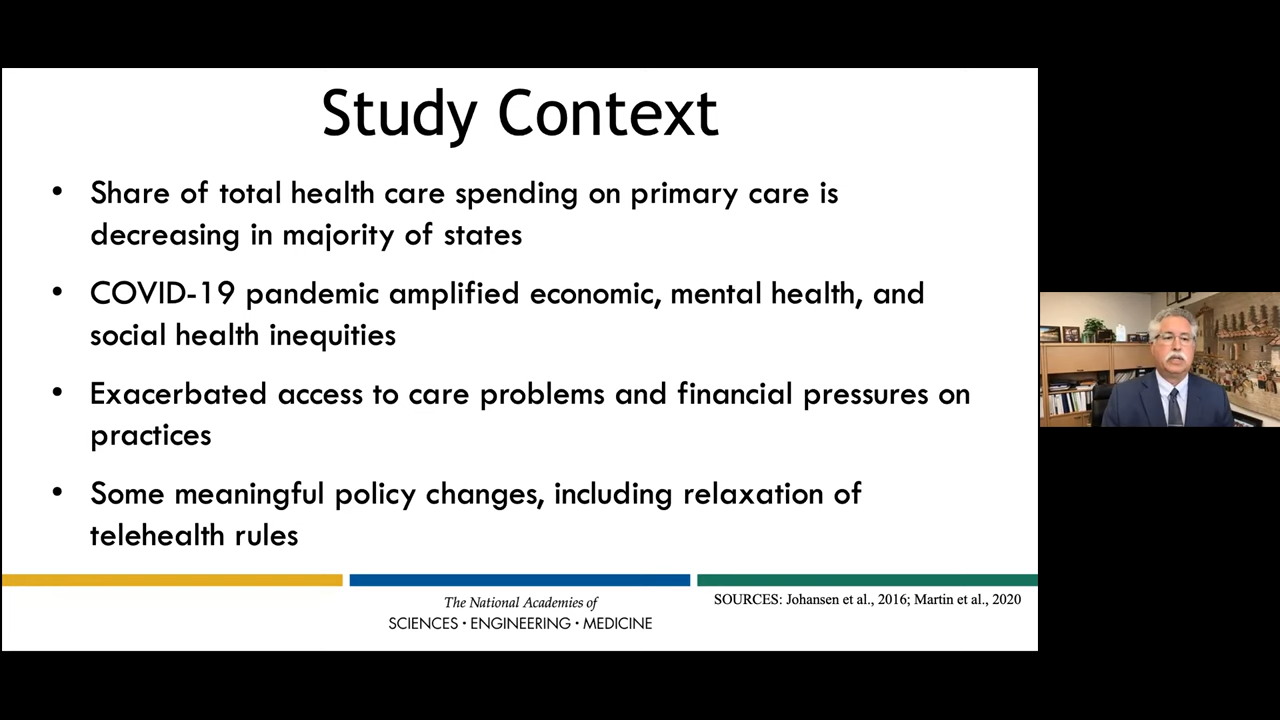 Study Context
• Share of total health care spending on primary care is
decreasing in majority of states
• COVID-19 pandemic amplified economic, mental health, and
social health inequities
• Exacerbated access to care problems and financial pressures on
practices
• Some meaningful policy changes, including relaxation of
telehealth rules
The National Academies of
SCIENCES • ENGINEERING • MEDICINE
SOURCES: Johansen et al., 2016; Martin et al., 2020